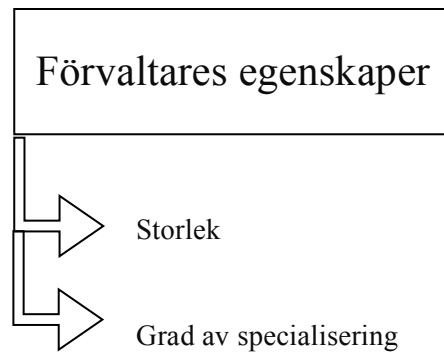 Förvaltares egenskaper
Storlek
Grad av specialisering